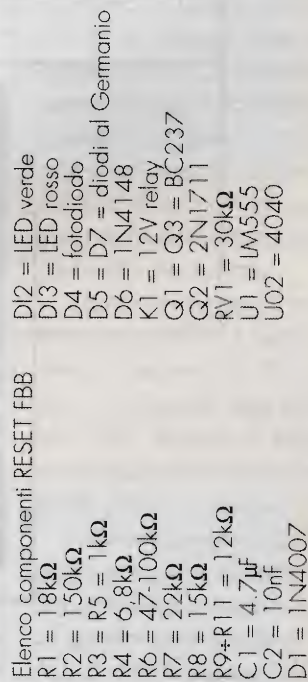 Elenco componenti RESET FBB
R1 = 18kΩ
R2 = 150kΩ
R3 = R5 = 1kΩ
R4 = 6,8kΩ
R6 = 47-100kΩ
R7 = 22kΩ
R8 = 15kΩ
R9÷R11 = 12kΩ
C1 = 4.7µF
C2 = 10nF
D1 = 1N4007
DI2 = LED verde
DI3 = LED rosso
D4 = fotodiodo
D5 = D7 = diodi al Germanio
D6 = 1N4148
K1 = 12V relay
Q1 = Q3 = BC237
Q2 = 2N1711
RV1 = 30kΩ
U1 = LM555
U02 = 4040